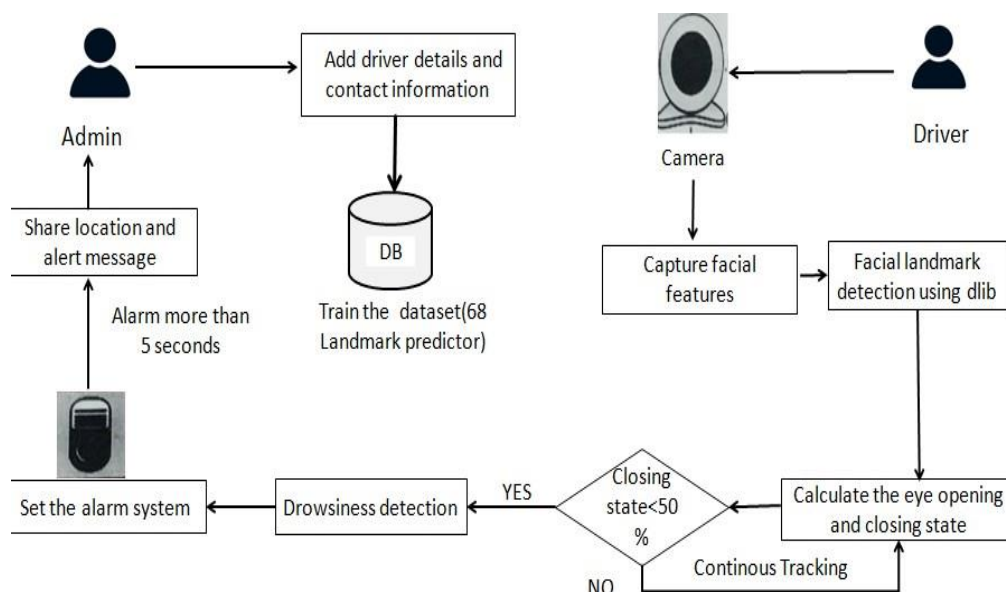 Add driver details and
contact information
Admin
Driver
Camera
Share location and
alert message
DB
Capture facial
features
Facial landmark
detection using dlib
Train the dataset(68
Landmark predictor)
Alarm more than
5 seconds
Set the alarm system
Drowsiness detection
YES
Closing
state<50
%
Calculate the eye opening
and closing state
Continous Tracking
NO